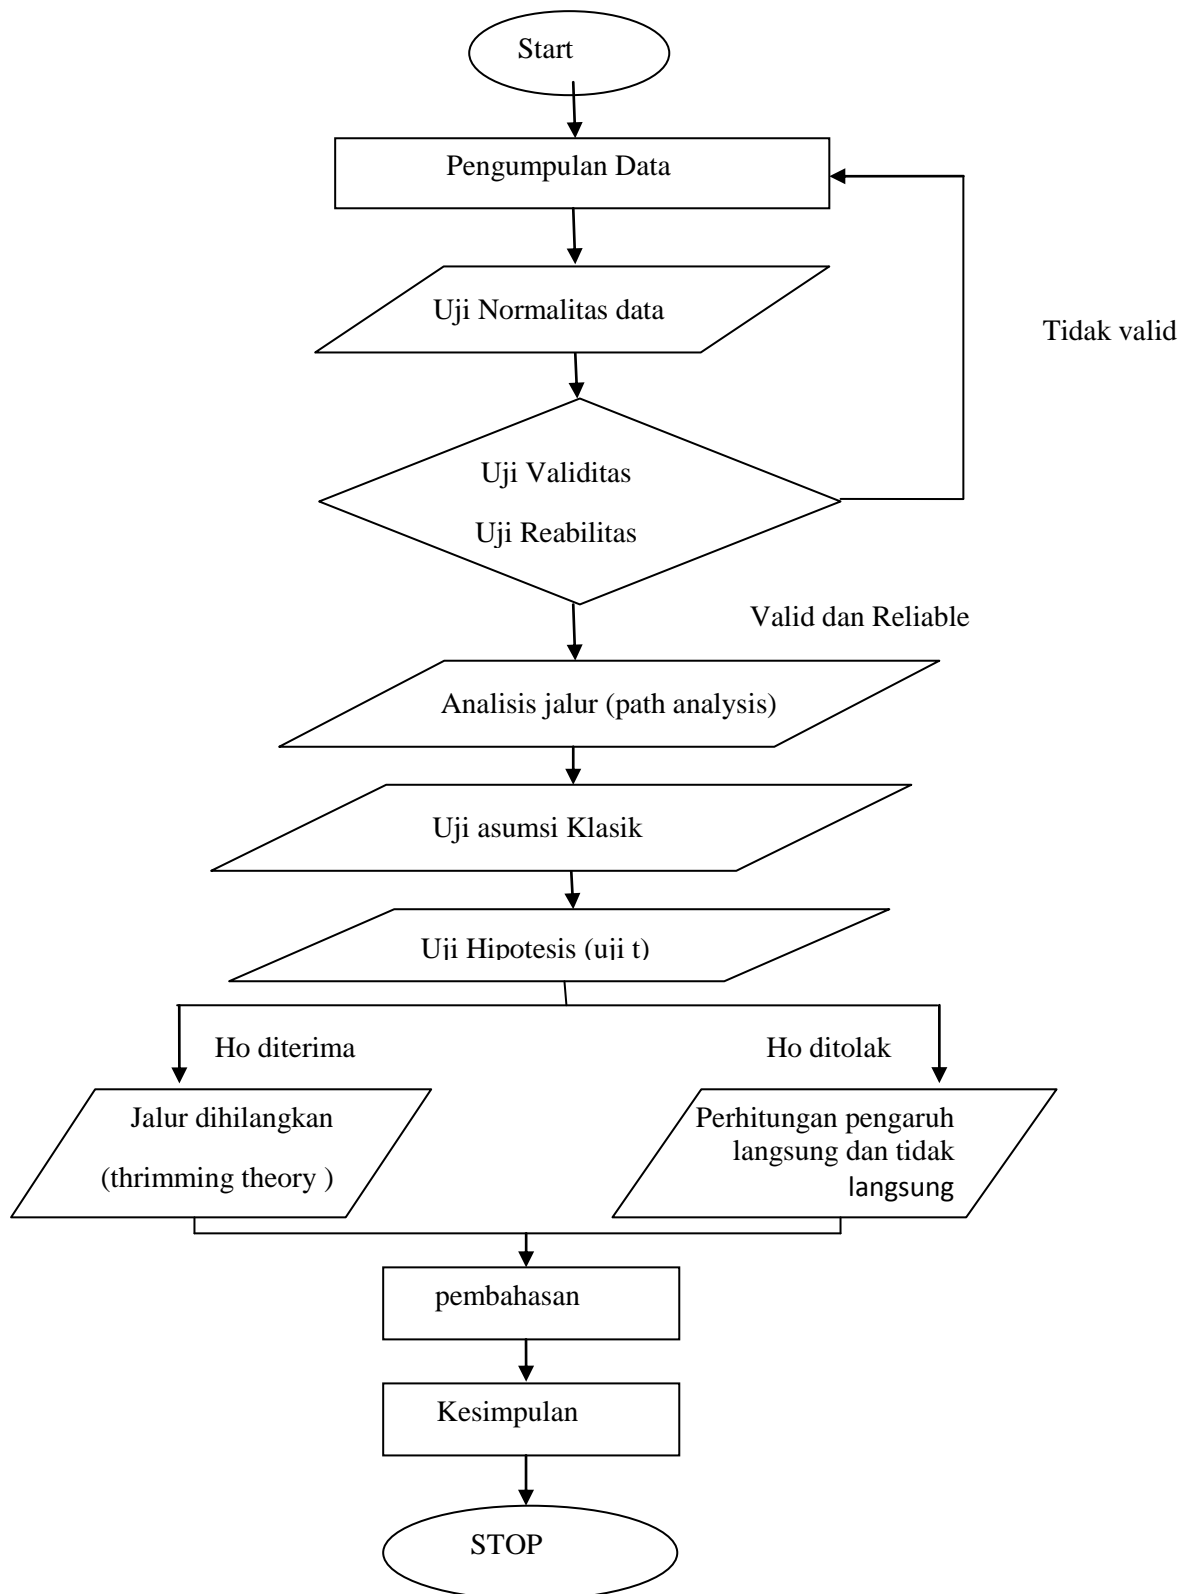 Start
Pengumpulan Data
Uji Normalitas data
Tidak valid
Uji Validitas
Uji Reabilitas
Valid dan Reliable
Analisis jalur (path analysis)
Uji asumsi Klasik
Uji Hipotesis (uji t)
Ho diterima
Ho ditolak
Jalur dihilangkan
(thrimming theory )
Perhitungan pengaruh
langsung dan tidak
langsung
pembahasan
Kesimpulan
STOP